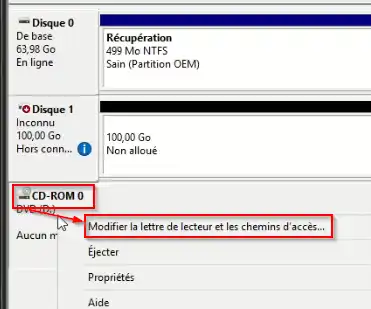 Disque 0
De base
63,98 Go
En ligne
Récupération
499 Mo NTFS
Sain (Partition OEM)
Disque 1
Inconnu
100,00 Go
Hors conn...
100,00 Go
Non alloué
CD-ROM 0
DVD (D:)
Aucun m
Modifier la lettre de lecteur et les chemins d'accès...
Éjecter
Propriétés
Aide